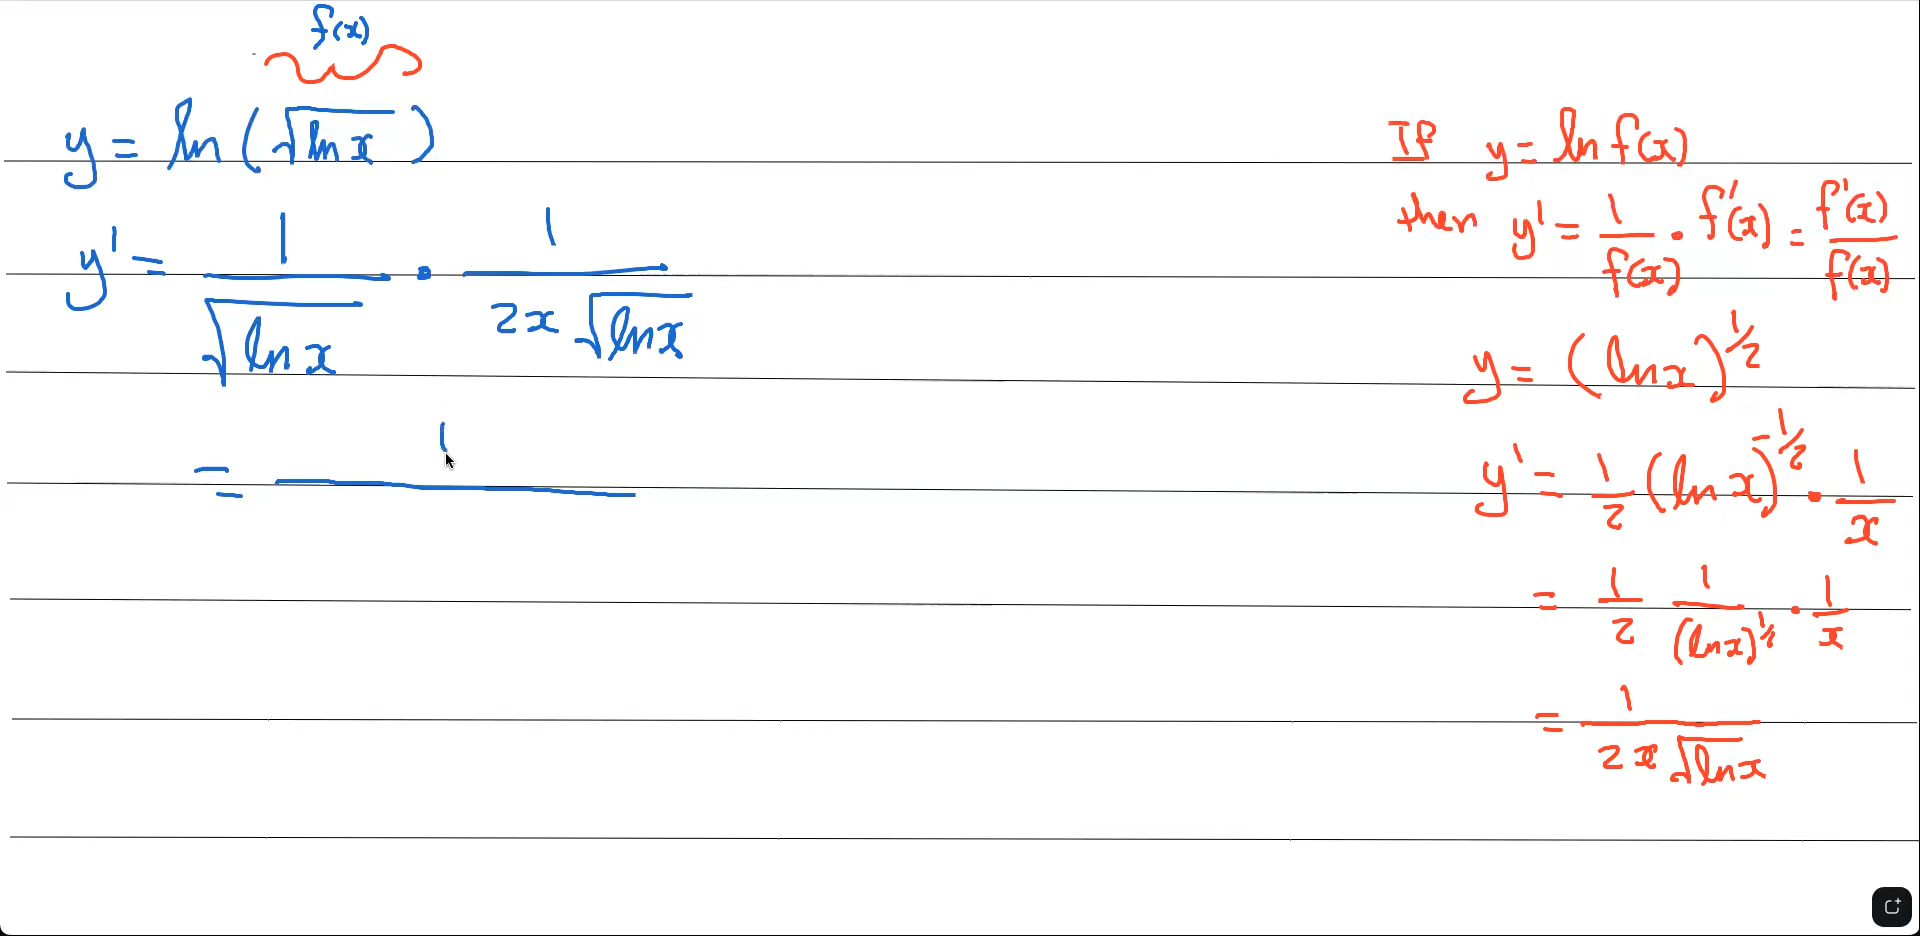 f(x)
y = ln(√(ln x))
y' = 1/√(ln x) · 1/(2x√(ln x))
= 1/
If y = ln f(x)
then y' = 1/f(x) · f'(x) = f'(x)/f(x)
y = (ln x)^(1/2)
y' = 1/2 (ln x)^(-1/2) · 1/x
= 1/2 1/(ln x)^(1/2) · 1/x
= 1/(2x√(ln x))